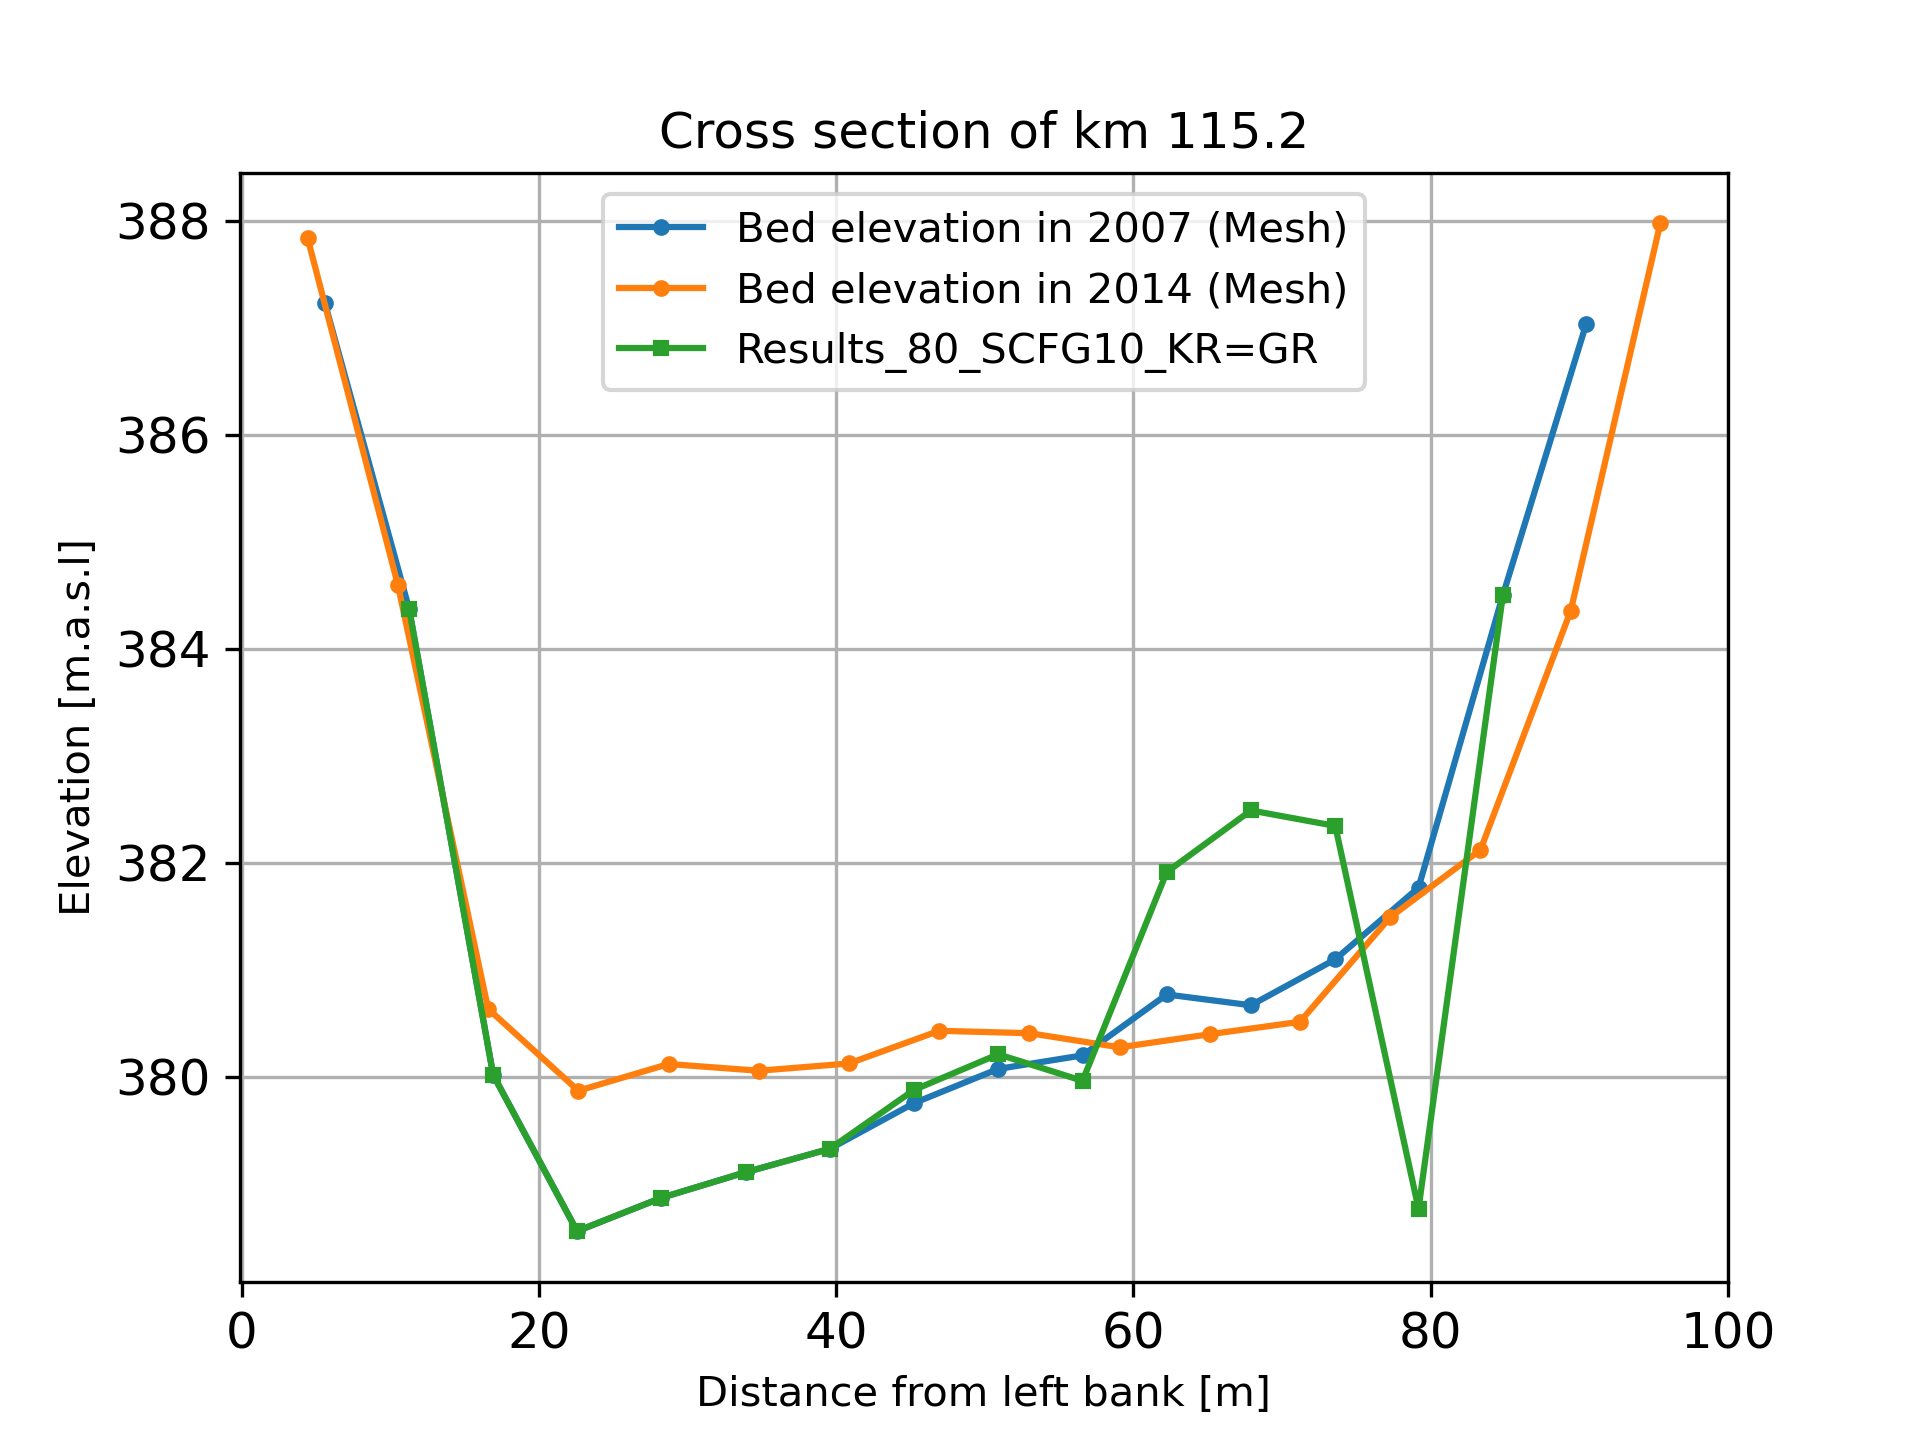 Cross section of km 115.2
Bed elevation in 2007 (Mesh)
Bed elevation in 2014 (Mesh)
Results_80_SCFG10_KR=GR
388
386
384
382
380
Elevation [m.a.s.l]
0 20 40 60 80 100
Distance from left bank [m]